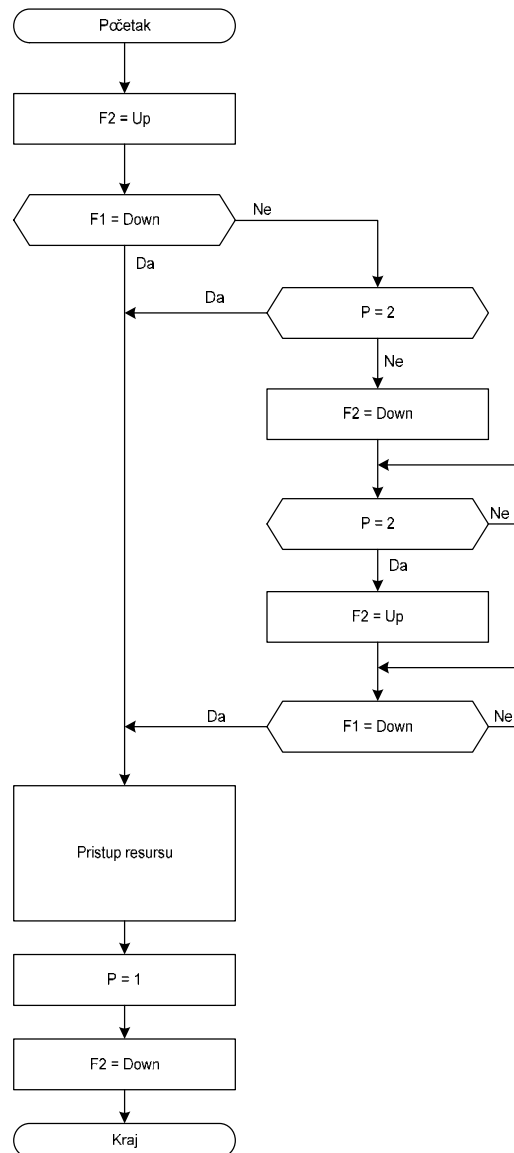 Početak
F2 = Up
F1 = Down
Ne
Da
Da
P = 2
Ne
F2 = Down
P = 2
Ne
Da
F2 = Up
Da
F1 = Down
Ne
Pristup resursu
P = 1
F2 = Down
Kraj